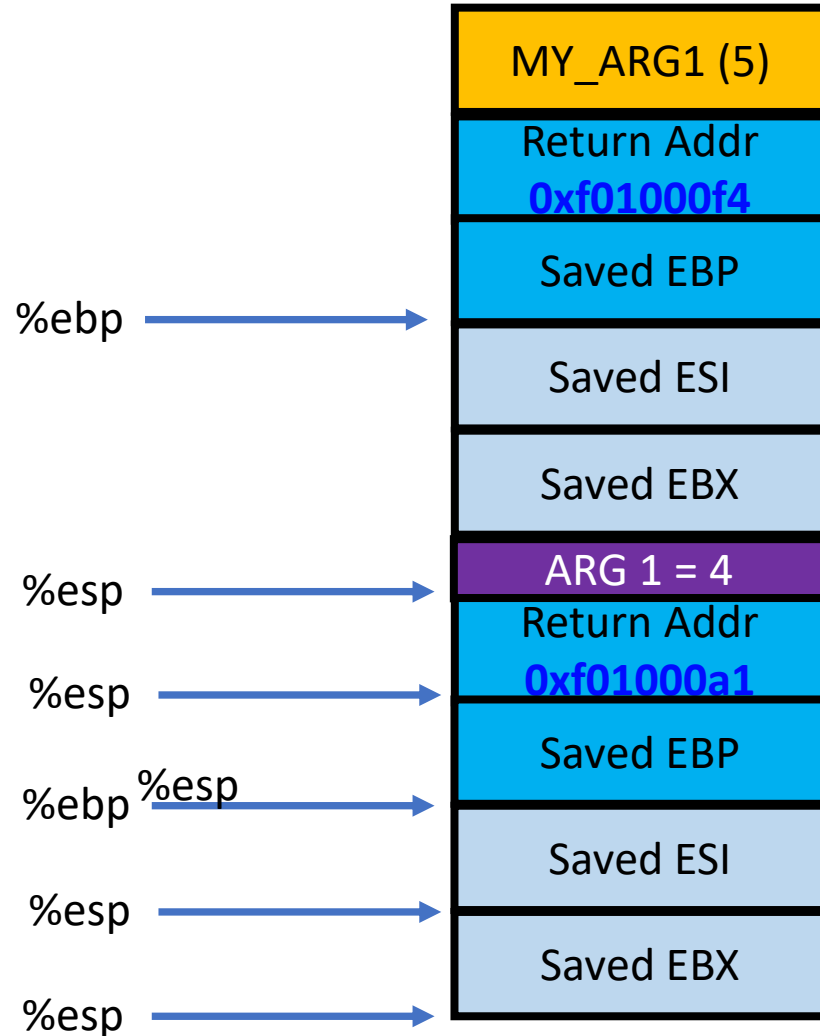 MY_ARG1 (5)
Return Addr
0xf01000f4
Saved EBP
%ebp
Saved ESI
Saved EBX
ARG 1 = 4
%esp
Return Addr
0xf01000a1
%esp
Saved EBP
%ebp %esp
Saved ESI
%esp
Saved EBX
%esp